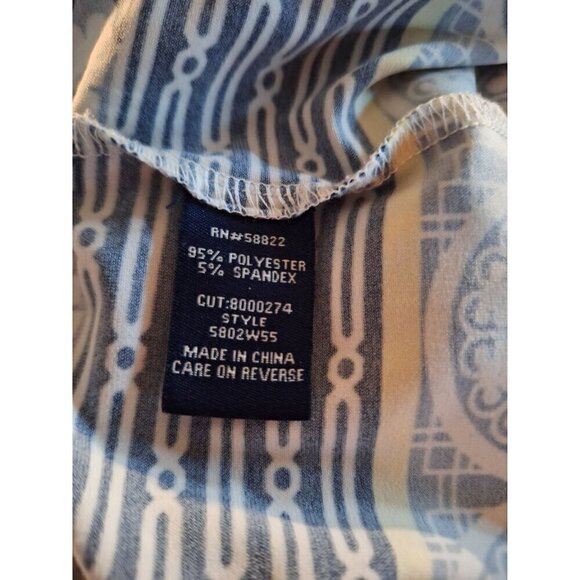 RN#58822
95% POLYESTER
5% SPANDEX
CUT:8000274
STYLE
5802W55
MADE IN CHINA
CARE ON REVERSE